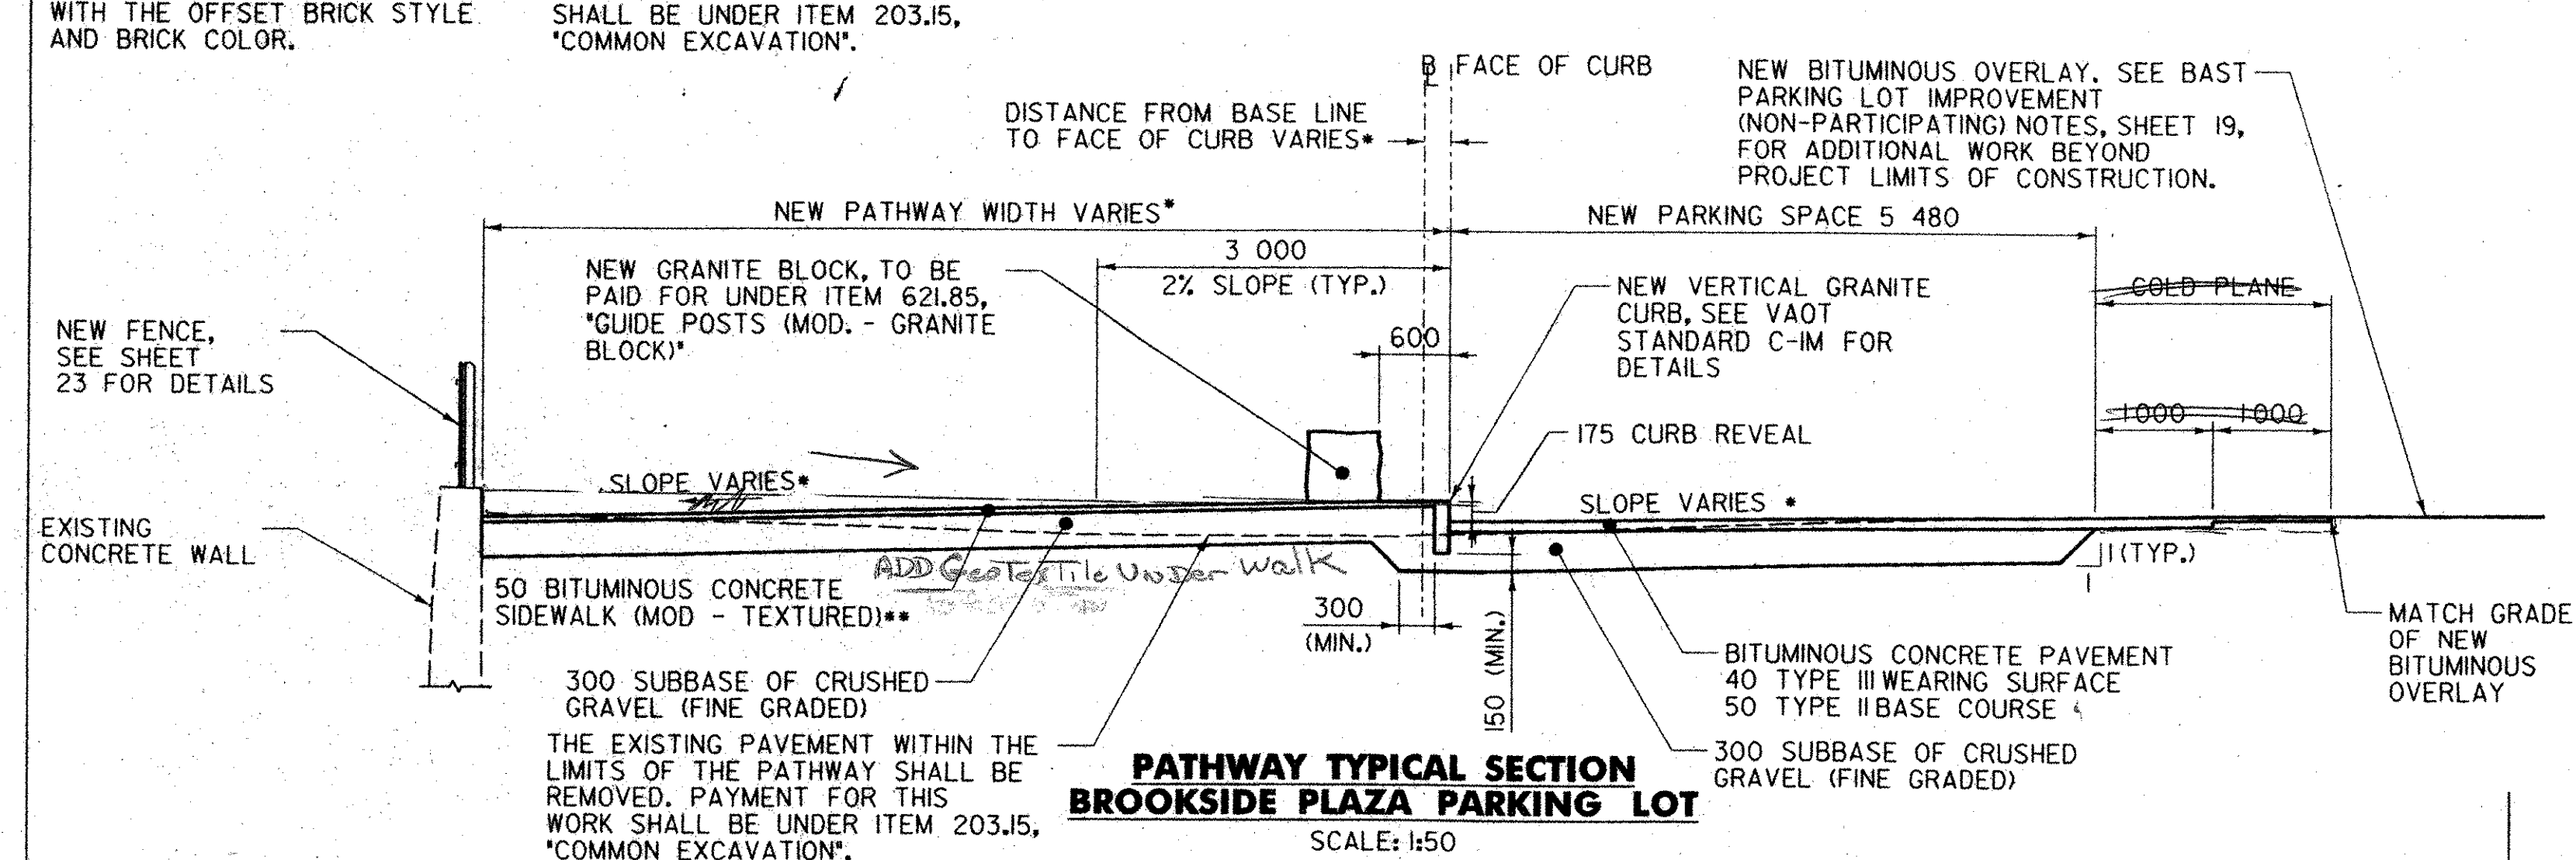 WITH THE OFFSET BRICK STYLE
AND BRICK COLOR.
SHALL BE UNDER ITEM 203.15,
"COMMON EXCAVATION".
B FACE OF CURB
DISTANCE FROM BASE LINE
TO FACE OF CURB VARIES*
NEW BITUMINOUS OVERLAY. SEE BAST
PARKING LOT IMPROVEMENT
(NON-PARTICIPATING) NOTES, SHEET 19,
FOR ADDITIONAL WORK BEYOND
PROJECT LIMITS OF CONSTRUCTION.
NEW PATHWAY WIDTH VARIES*
NEW PARKING SPACE 5 480
3 000
2% SLOPE (TYP.)
NEW GRANITE BLOCK, TO BE
PAID FOR UNDER ITEM 621.85,
"GUIDE POSTS (MOD. - GRANITE
BLOCK)"
600
NEW VERTICAL GRANITE
CURB, SEE VAOT
STANDARD C-1M FOR
DETAILS
COLD PLANE
1000 1000
NEW FENCE,
SEE SHEET
23 FOR DETAILS
175 CURB REVEAL
SLOPE VARIES*
SLOPE VARIES *
EXISTING
CONCRETE WALL
ADD GeoTexTile UNDer Walk
50 BITUMINOUS CONCRETE
SIDEWALK (MOD - TEXTURED)**
300
(MIN.)
150 (MIN.)
1 (TYP.)
1
MATCH GRADE
OF NEW
BITUMINOUS
OVERLAY
300 SUBBASE OF CRUSHED
GRAVEL (FINE GRADED)
BITUMINOUS CONCRETE PAVEMENT
40 TYPE III WEARING SURFACE
50 TYPE II BASE COURSE
THE EXISTING PAVEMENT WITHIN THE
LIMITS OF THE PATHWAY SHALL BE
REMOVED. PAYMENT FOR THIS
WORK SHALL BE UNDER ITEM 203.15,
"COMMON EXCAVATION".
300 SUBBASE OF CRUSHED
GRAVEL (FINE GRADED)
PATHWAY TYPICAL SECTION
BROOKSIDE PLAZA PARKING LOT
SCALE: 1:50